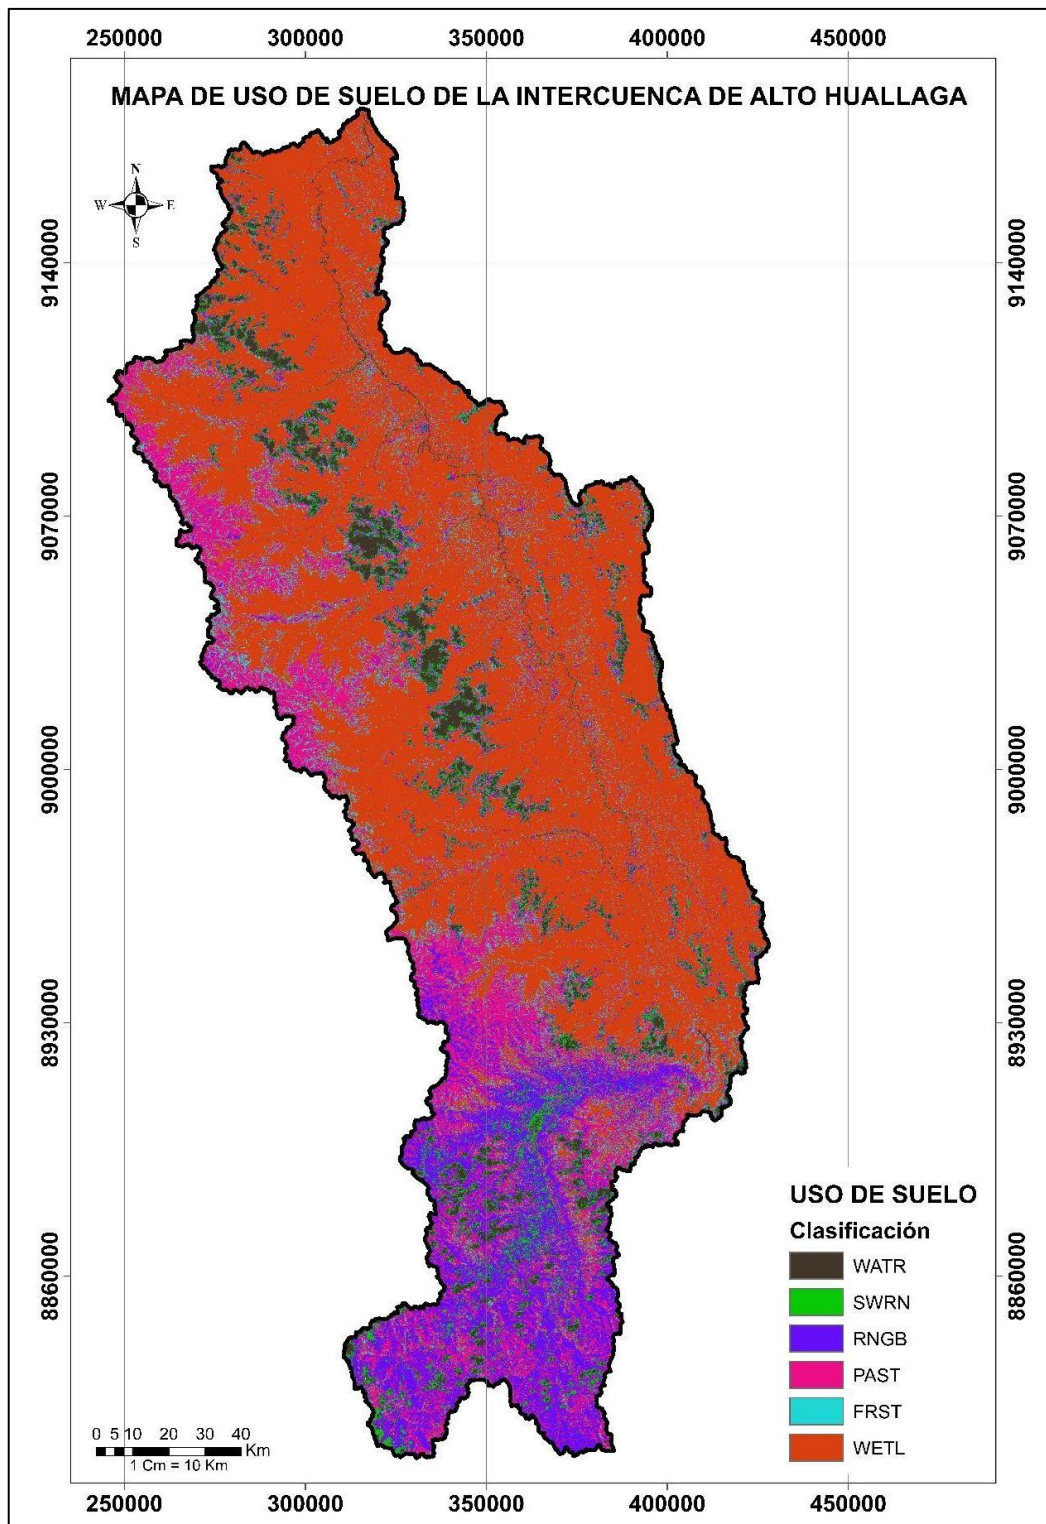 250000 300000 350000 400000 450000
MAPA DE USO DE SUELO DE LA INTERCUENCA DE ALTO HUALLAGA
N
W E
S
9140000 9140000
9070000 9070000
9000000 9000000
8930000 8930000
8860000 8860000
USO DE SUELO
Clasificación
WATR
SWRN
RNGB
PAST
FRST
WETL
0 5 10 20 30 40
Km
1 Cm = 10 Km
250000 300000 350000 400000 450000